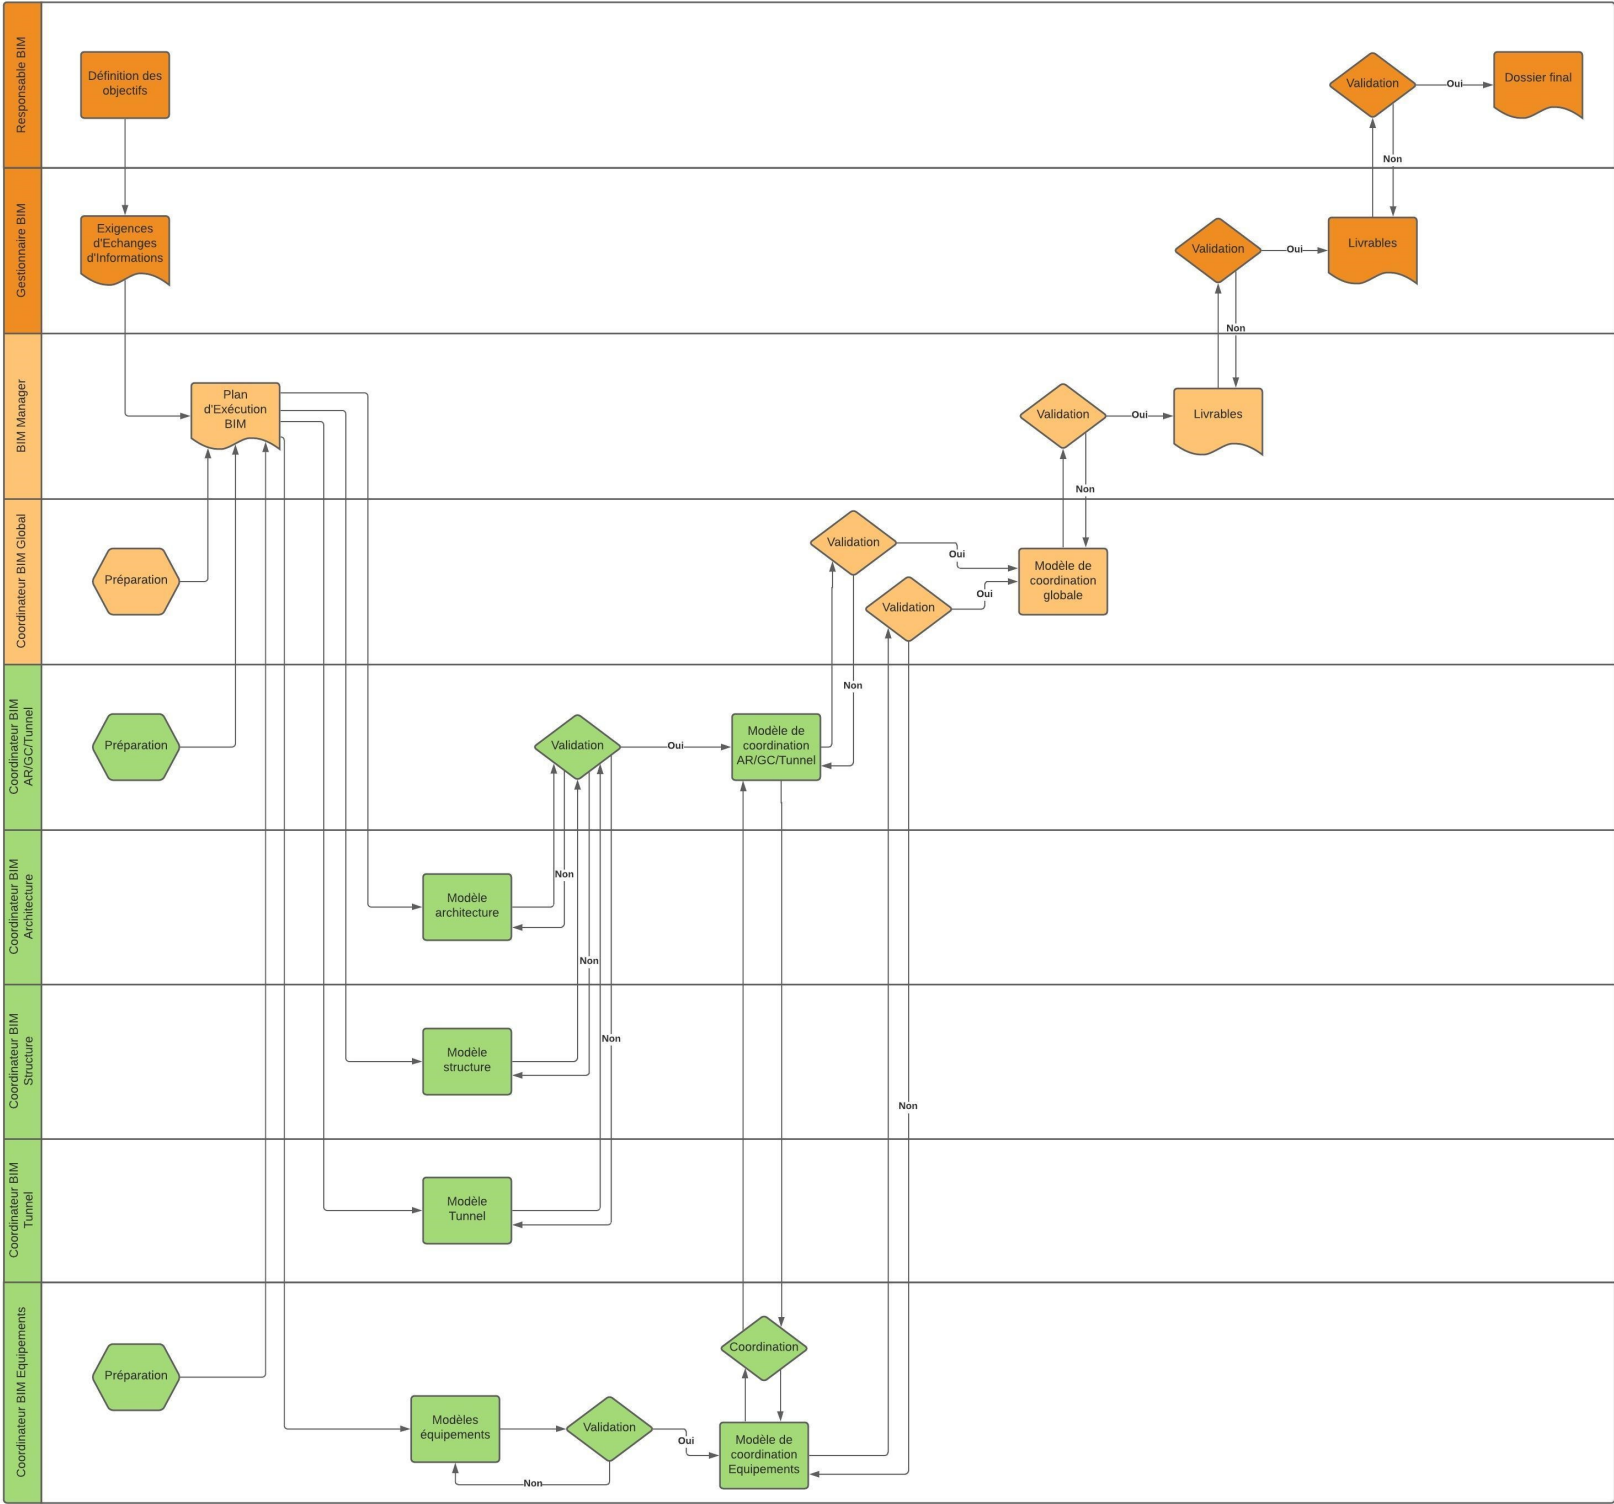 Responsable BIM
Définition des
objectifs
Validation
Oui
Dossier final
Non
Gestionnaire BIM
Exigences
d'Echanges
d'Informations
Validation
Oui
Livrables
Non
BIM Manager
Plan
d'Exécution
BIM
Validation
Oui
Livrables
Non
Coordinateur BIM Global
Préparation
Validation
Oui
Validation
Oui
Modèle de
coordination
globale
Non
Coordinateur BIM
AR/GC/Tunnel
Préparation
Validation
Oui
Modèle de
coordination
AR/GC/Tunnel
Coordinateur BIM
Architecture
Modèle
architecture
Non
Non
Coordinateur BIM
Structure
Modèle
structure
Non
Non
Coordinateur BIM
Tunnel
Modèle
Tunnel
Coordinateur BIM Equipements
Préparation
Coordination
Modèles
équipements
Validation
Oui
Non
Modèle de
coordination
Equipements